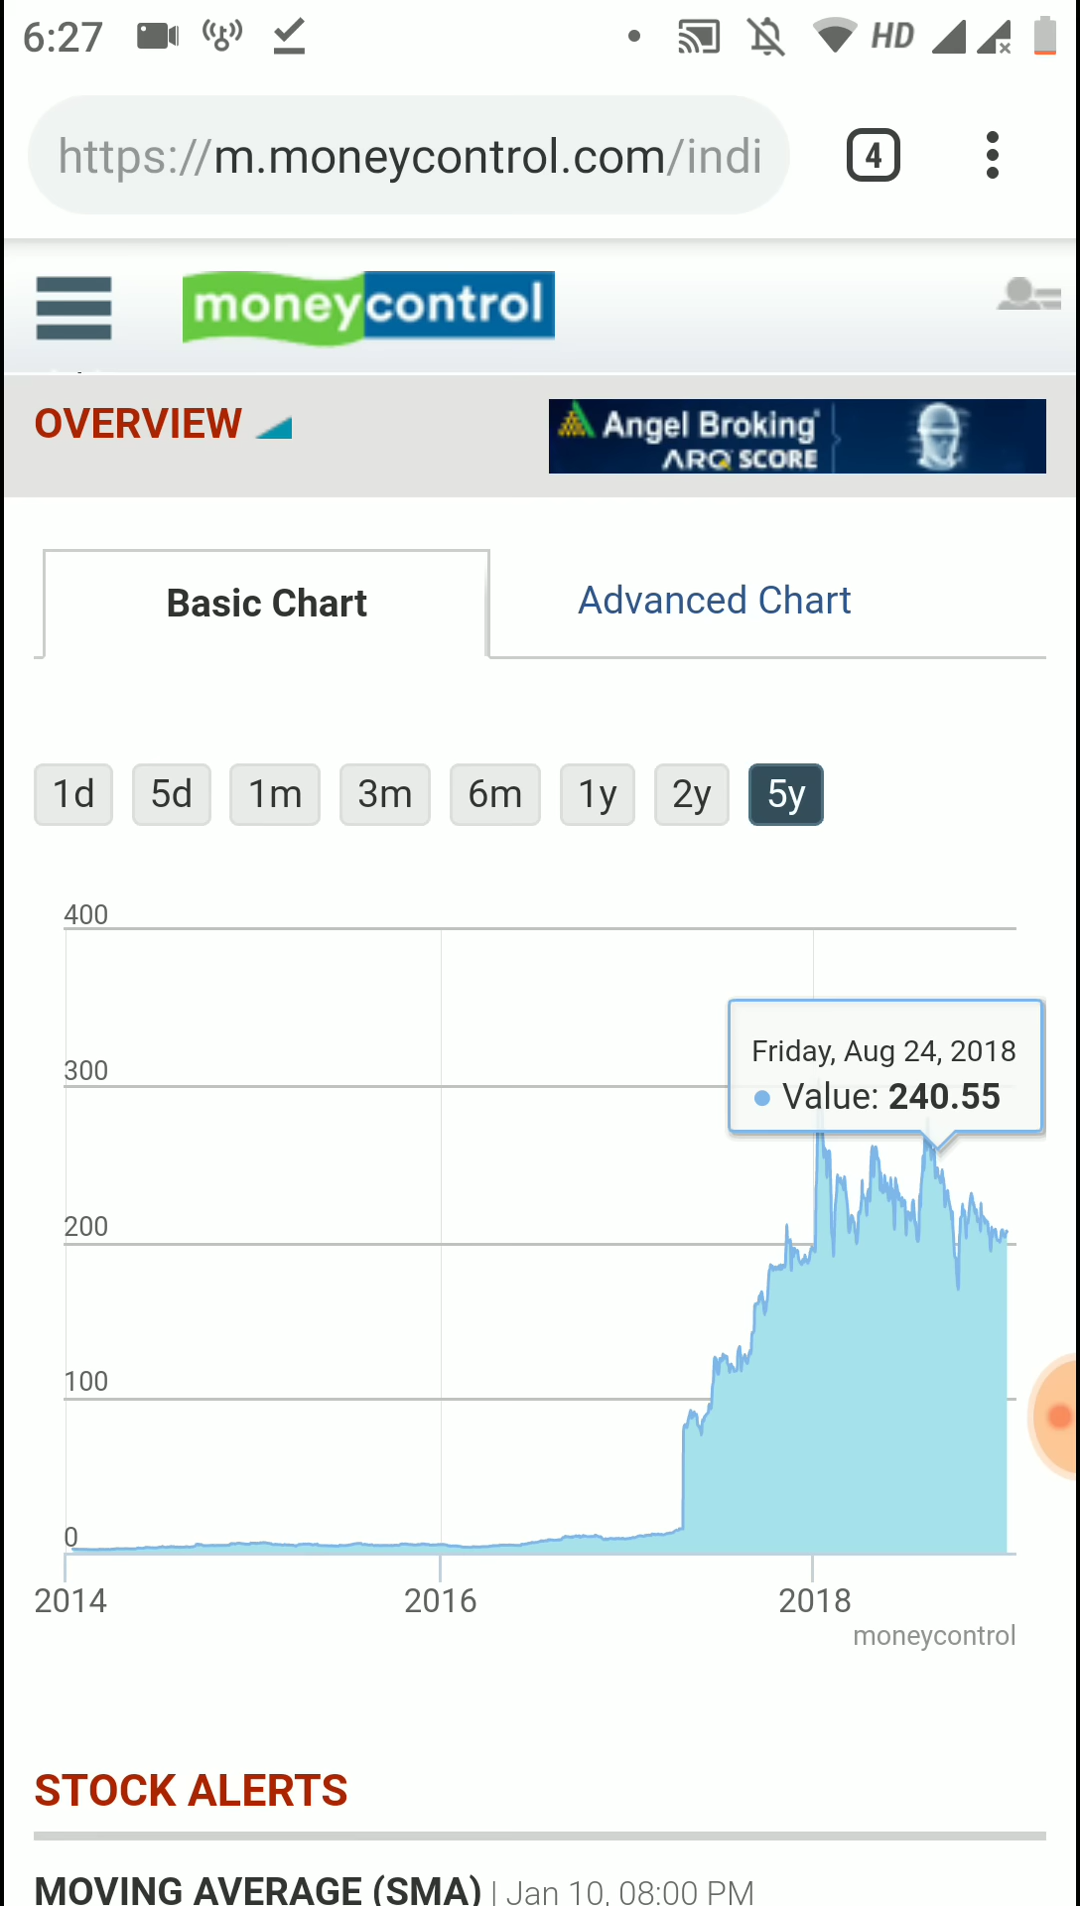 6:27 HD
https://m.moneycontrol.com/indi 4
moneycontrol
OVERVIEW
Angel Broking
ARQ SCORE
Basic Chart Advanced Chart
1d 5d 1m 3m 6m 1y 2y 5y
400
300
Friday, Aug 24, 2018
Value: 240.55
200
100
0
2014 2016 2018
moneycontrol
STOCK ALERTS
MOVING AVERAGE (SMA) | Jan 10, 08:00 PM